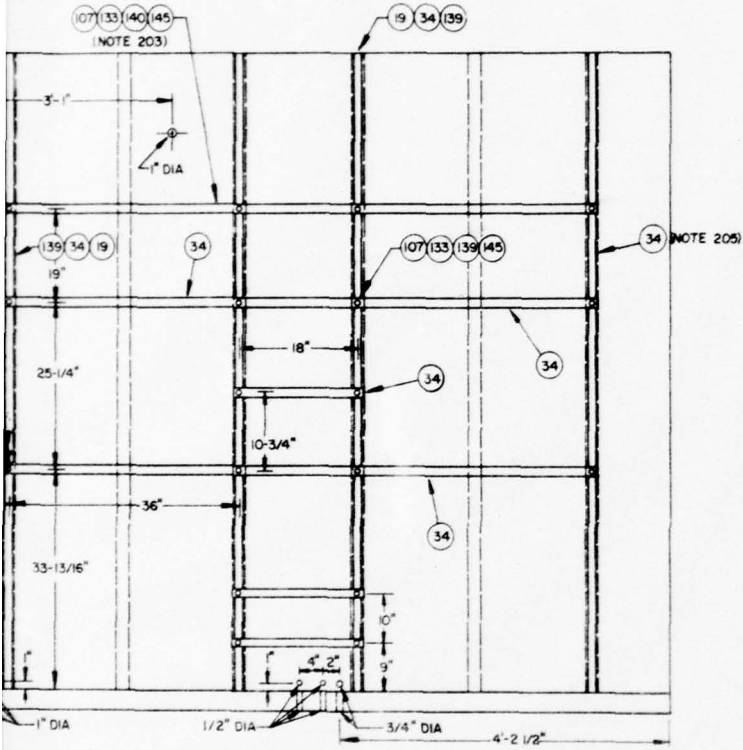 107 133 140 145 19 34 139
(NOTE 203)
3'-1"
1" DIA
139 34 19 34 107 133 139 145 34 (NOTE 205)
19"
18"
34
25-1/4"
34
10-3/4"
36"
34
33-13/16"
10"
9"
1" 1" 4" 2"
1" DIA 1/2" DIA 3/4" DIA
4'-2 1/2"